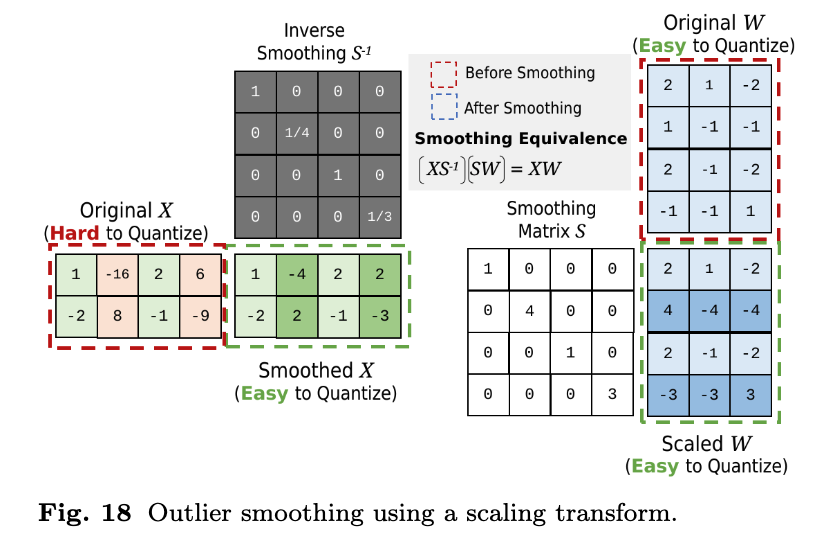 Inverse
Smoothing S-1
1 0 0 0
0 1/4 0 0
0 0 1 0
0 0 0 1/3
Before Smoothing
After Smoothing
Smoothing Equivalence
(XS-1)(SW) = XW
Original W
(Easy to Quantize)
2 1 -2
1 -1 -1
2 -1 -2
-1 -1 1
Original X
(Hard to Quantize)
1 -16 2 6
-2 8 -1 -9
1 -4 2 2
-2 2 -1 -3
Smoothed X
(Easy to Quantize)
Smoothing
Matrix S
1 0 0 0
0 4 0 0
0 0 1 0
0 0 0 3
2 1 -2
4 -4 -4
2 -1 -2
-3 -3 3
Scaled W
(Easy to Quantize)
Fig. 18 Outlier smoothing using a scaling transform.